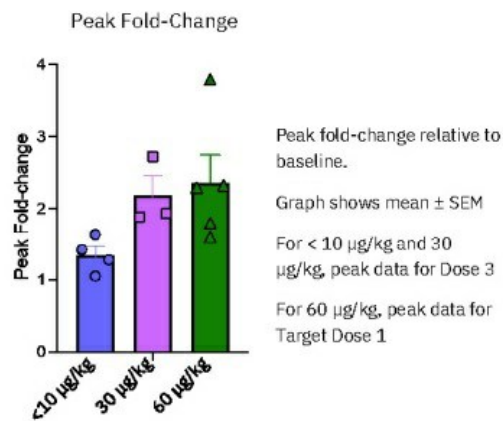 Peak Fold-Change
4
3
2
1
0
Peak Fold-change
<10 µg/kg
30 µg/kg
60 µg/kg
Peak fold-change relative to
baseline.
Graph shows mean ± SEM
For < 10 µg/kg and 30
µg/kg, peak data for Dose 3
For 60 µg/kg, peak data for
Target Dose 1